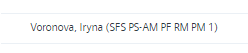 Voronova, Iryna (SFS PS-AM PF RM PM 1)